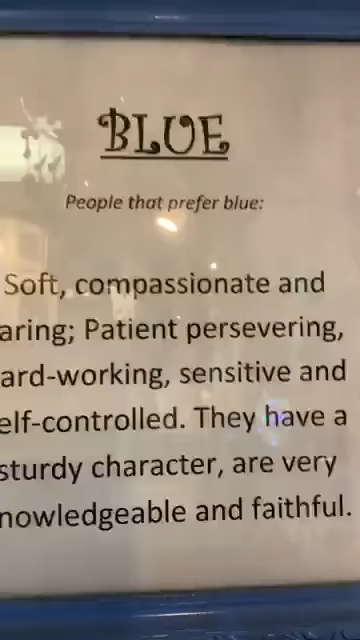 BLUE
People that prefer blue:
Soft, compassionate and
aring; Patient persevering,
ard-working, sensitive and
elf-controlled. They have a
sturdy character, are very
nowledgeable and faithful.